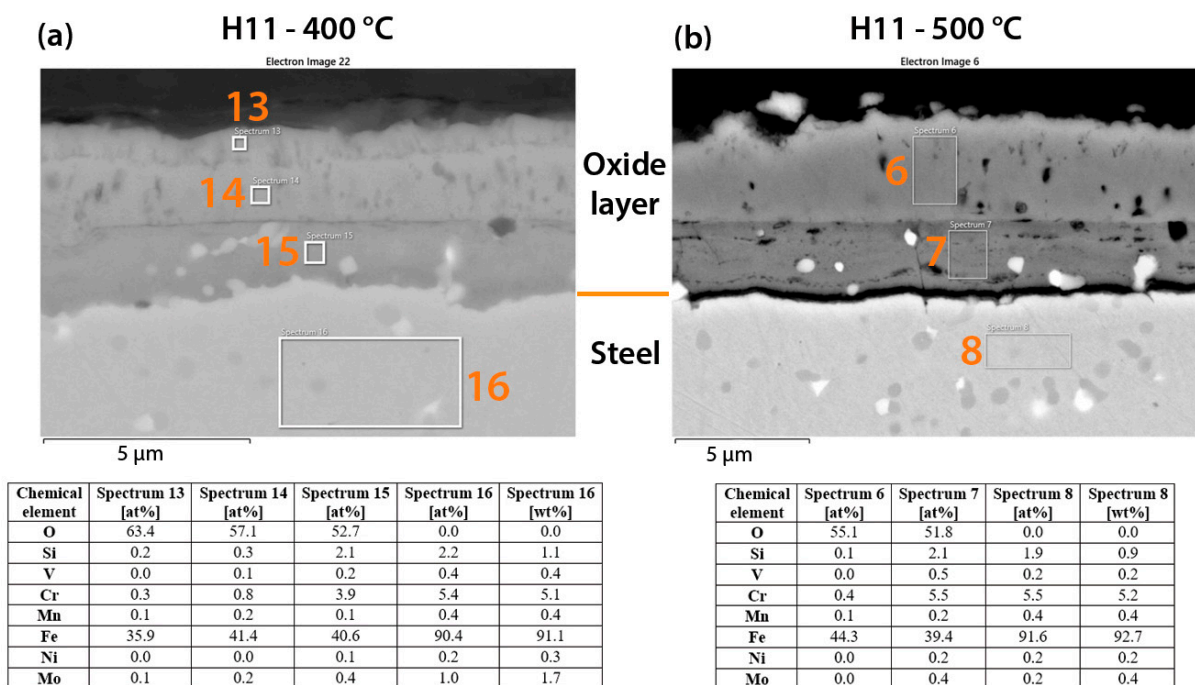 (a) H11 - 400 °C
Electron Image 22
13
Spectrum 13
14
Spectrum 14
15
Spectrum 15
Spectrum 16
16
5 µm
Oxide
layer
Steel
(b) H11 - 500 °C
Electron Image 6
Spectrum 6
6
Spectrum 7
7
Spectrum 8
8
5 µm
Chemical element Spectrum 13 [at%] Spectrum 14 [at%] Spectrum 15 [at%] Spectrum 16 [at%] Spectrum 16 [wt%]
O 63.4 57.1 52.7 0.0 0.0
Si 0.2 0.3 2.1 2.2 1.1
V 0.0 0.1 0.2 0.4 0.4
Cr 0.3 0.8 3.9 5.4 5.1
Mn 0.1 0.2 0.1 0.4 0.4
Fe 35.9 41.4 40.6 90.4 91.1
Ni 0.0 0.0 0.1 0.2 0.3
Mo 0.1 0.2 0.4 1.0 1.7
Chemical element Spectrum 6 [at%] Spectrum 7 [at%] Spectrum 8 [at%] Spectrum 8 [wt%]
O 55.1 51.8 0.0 0.0
Si 0.1 2.1 1.9 0.9
V 0.0 0.5 0.2 0.2
Cr 0.4 5.5 5.5 5.2
Mn 0.1 0.2 0.4 0.4
Fe 44.3 39.4 91.6 92.7
Ni 0.0 0.2 0.2 0.2
Mo 0.0 0.4 0.2 0.4